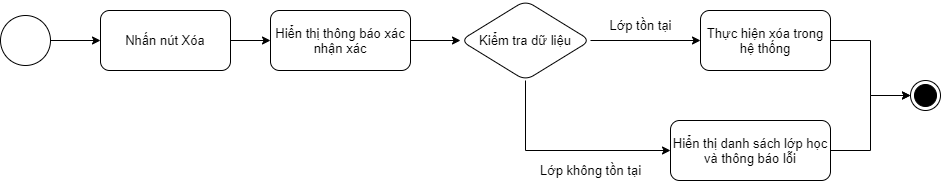 Nhấn nút Xóa
Hiển thị thông báo xác
nhận xác
Kiểm tra dữ liệu
Lớp tồn tại
Thực hiện xóa trong
hệ thống
Lớp không tồn tại
Hiển thị danh sách lớp học
và thông báo lỗi